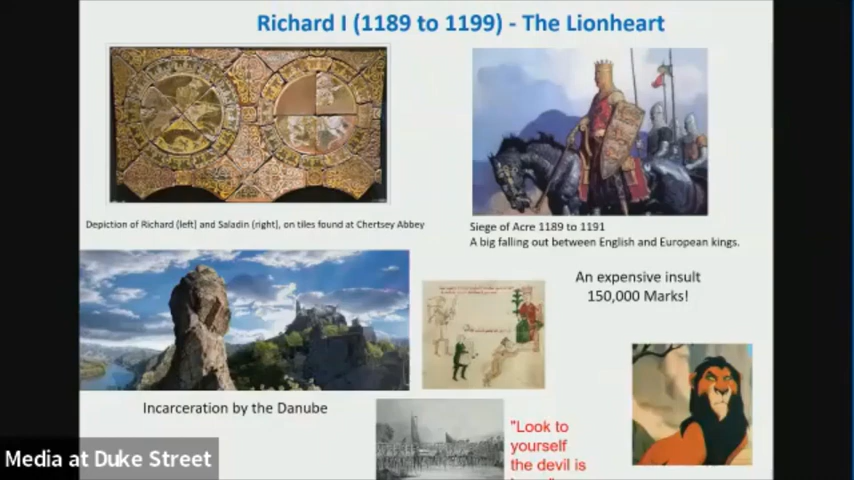 Richard I (1189 to 1199) - The Lionheart
Depiction of Richard (left) and Saladin (right), on tiles found at Chertsey Abbey
Siege of Acre 1189 to 1191
A big falling out between English and European kings.
An expensive insult
150,000 Marks!
Incarceration by the Danube
"Look to
yourself
the devil is
Media at Duke Street